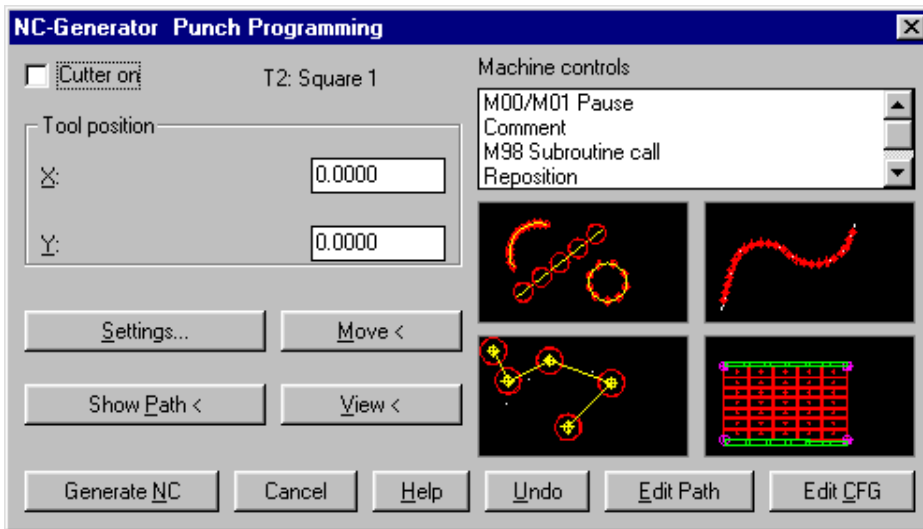 NC-Generator Punch Programming
Cutter on
T2: Square 1
Machine controls
M00/M01 Pause
Comment
M98 Subroutine call
Reposition
Tool position
X:
0.0000
Y:
0.0000
Settings...
Move <
Show Path <
View <
Generate NC
Cancel
Help
Undo
Edit Path
Edit CFG